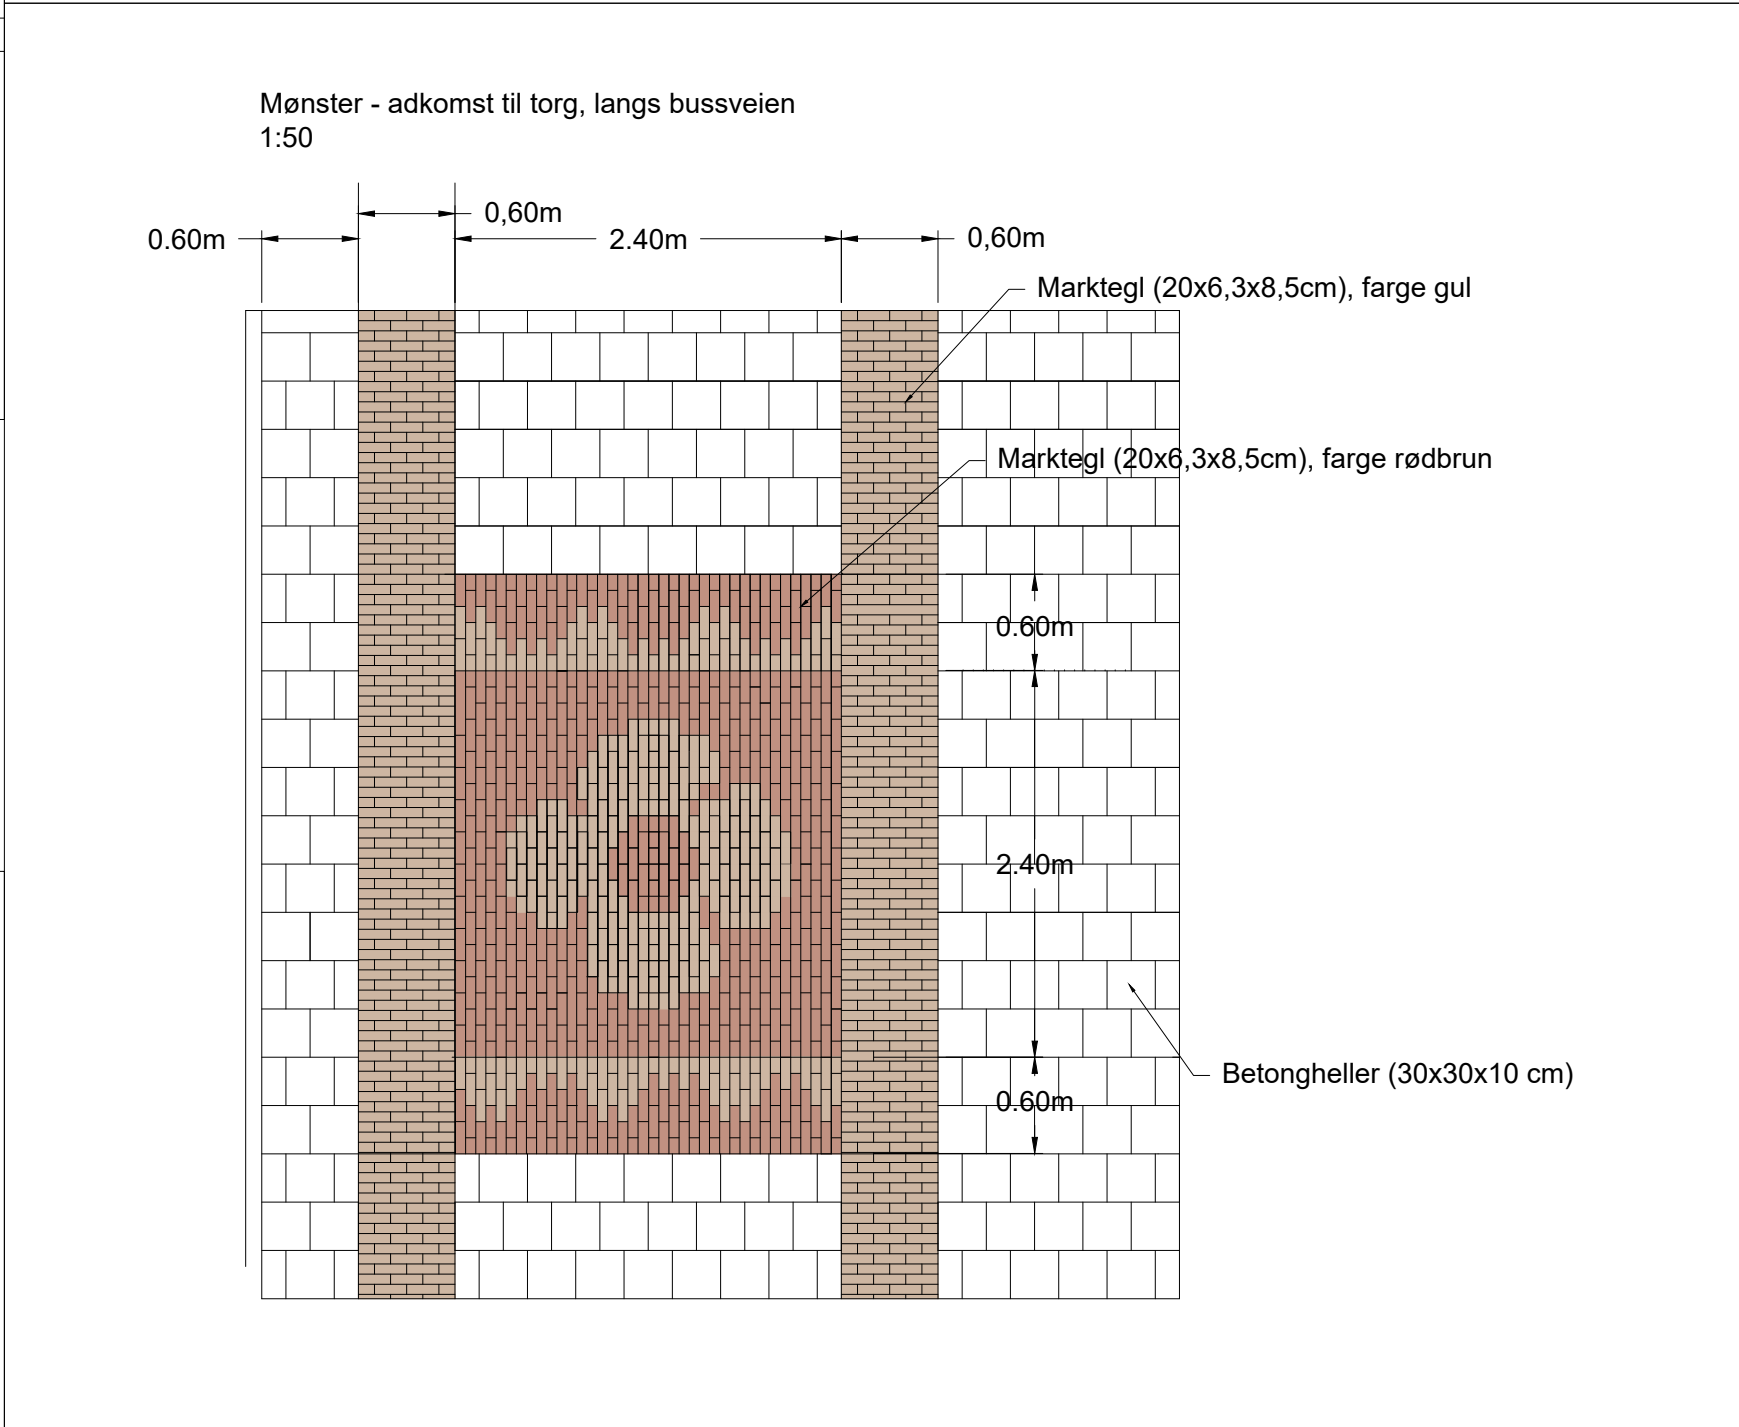 Mønster - adkomst til torg, langs bussveien
1:50
0,60m
0.60m
2.40m
0,60m
Marktegl (20x6,3x8,5cm), farge gul
Marktegl (20x6,3x8,5cm), farge rødbrun
0.60m
2.40m
Betongheller (30x30x10 cm)
0.60m